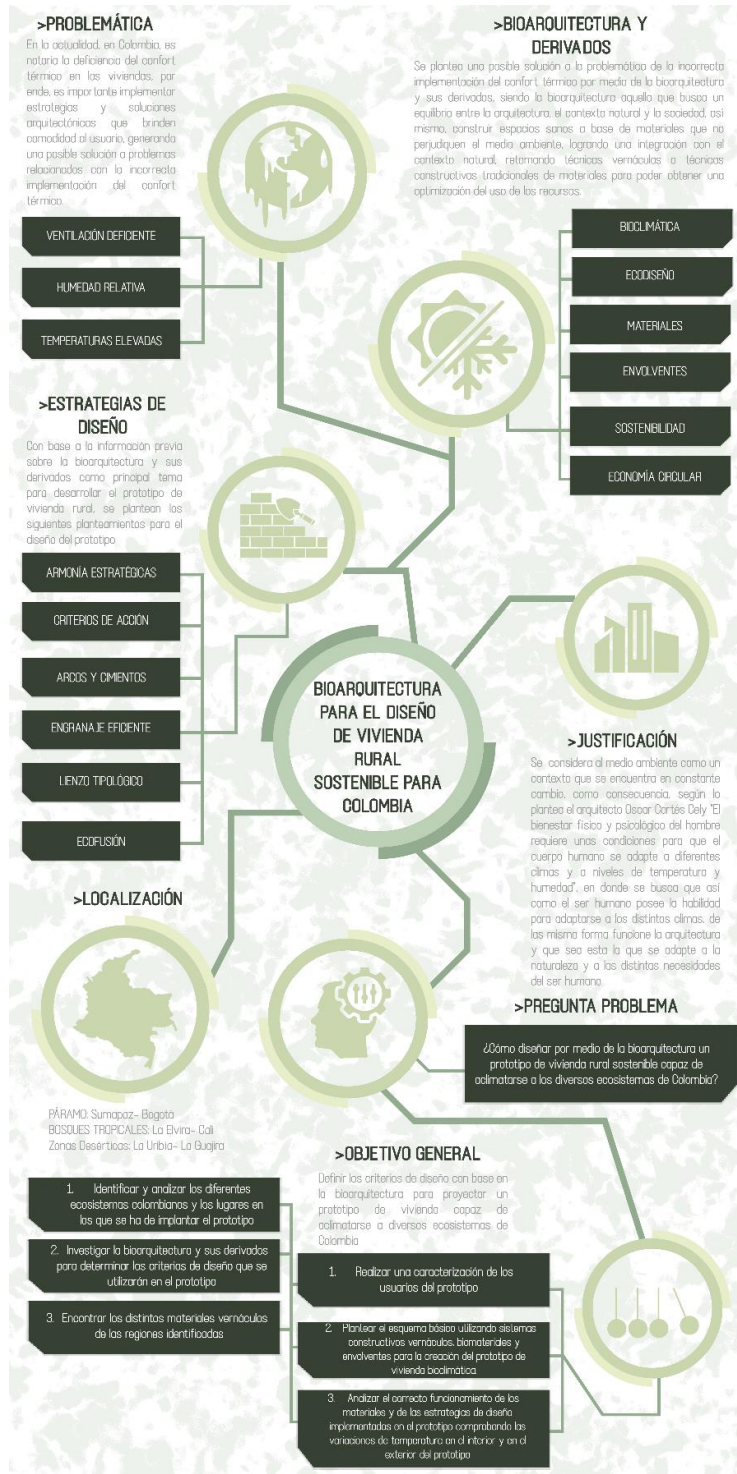 >PROBLEMÁTICA
En la actualidad, en Colombia, es
notoria la deficiencia del confort
térmico en las viviendas, por
ende, es importante implementar
estrategias y soluciones
arquitectónicas que brinden
comodidad al usuario, generando
una posible solución a problemas
relacionados con la incorrecta
implementación del confort
térmico.
VENTILACIÓN DEFICIENTE
HUMEDAD RELATIVA
TEMPERATURAS ELEVADAS
>BIOARQUITECTURA Y
DERIVADOS
Se plantea una posible solución a la problemática de la incorrecta
implementación del confort térmico por medio de la bioarquitectura
y sus derivados, siendo la bioarquitectura aquella que busca un
equilibrio entre la arquitectura, el contexto natural y la sociedad, así
mismo, construir espacios sanos a base de materiales que no
perjudiquen el medio ambiente, logrando una integración con el
contexto natural, retomando técnicas vernáculas o técnicas
constructivas tradicionales de materiales para poder obtener una
optimización del uso de los recursos.
BIOCLIMÁTICA
ECODISEÑO
MATERIALES
ENVOLVENTES
SOSTENIBILIDAD
ECONOMÍA CIRCULAR
>ESTRATEGIAS DE
DISEÑO
Con base a la información previa
sobre la bioarquitectura y sus
derivados como principal tema
para desarrollar el prototipo de
vivienda rural, se plantean los
siguientes planteamientos para el
diseño del prototipo
ARMONÍA ESTRATÉGICAS
CRITERIOS DE ACCIÓN
ARCOS Y CIMIENTOS
ENGRANAJE EFICIENTE
LIENZO TIPOLÓGICO
ECOFUSIÓN
BIOARQUITECTURA
PARA EL DISEÑO
DE VIVIENDA
RURAL
SOSTENIBLE PARA
COLOMBIA
>JUSTIFICACIÓN
Se considera al medio ambiente como un
contexto que se encuentra en constante
cambio, como consecuencia, según lo
plantea el arquitecto Oscar Cortés Cely "El
bienestar físico y psicológico del hombre
requiere unas condiciones para que el
cuerpo humano se adapte a diferentes
climas y a niveles de temperatura y
humedad", en donde se busca que así
como el ser humano posee la habilidad
para adaptarse a los distintos climas, de
las misma forma funcione la arquitectura
y que sea esta la que se adapte a la
naturaleza y a las distintas necesidades
del ser humano.
>LOCALIZACIÓN
PÁRAMO: Sumapaz- Bogotá
BOSQUES TROPICALES: La Elvira- Cali
Zonas Desérticas: La Uribia- La Guajira
>PREGUNTA PROBLEMA
¿Cómo diseñar por medio de la bioarquitectura un
prototipo de vivienda rural sostenible capaz de
aclimatarse a los diversos ecosistemas de Colombia?
>OBJETIVO GENERAL
Definir los criterios de diseño con base en
la bioarquitectura para proyectar un
prototipo de vivienda capaz de
aclimatarse a diversos ecosistemas de
Colombia
1. Identificar y analizar los diferentes
ecosistemas colombianos y los lugares en
los que se ha de implantar el prototipo
2. Investigar la bioarquitectura y sus derivados
para determinar los criterios de diseño que se
utilizarán en el prototipo
3. Encontrar los distintos materiales vernáculos
de las regiones identificadas
1. Realizar una caracterización de los
usuarios del prototipo
2. Plantear el esquema básico utilizando sistemas
constructivos vernáculos, biomateriales y
envolventes para la creación del prototipo de
vivienda bioclimática.
3. Analizar el correcto funcionamiento de los
materiales y de las estrategias de diseño
implementadas en el prototipo comprobando las
variaciones de temperatura en el interior y en el
exterior del prototipo